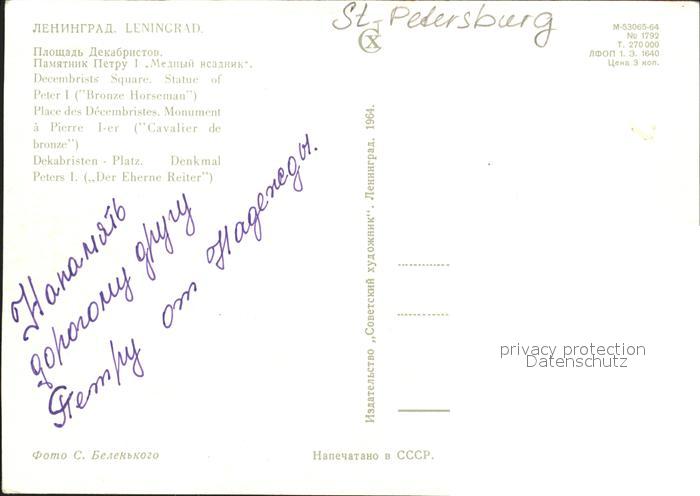 ЛЕНИНГРАД. LENINGRAD.
Площадь Декабристов.
Памятник Петру I „Медный всадник“.
Decembrists Square. Statue of
Peter I ("Bronze Horseman")
Place des Décembristes. Monument
à Pierre I-er ("Cavalier de
bronze")
Dekabristen - Platz. Denkmal
Peters I. („Der Eherne Reiter”)
St-Petersburg
СХ
М-53065-64
№ 1792
Т. 270 000
ЛФОП 1. З. 1640
Цена 3 коп.
На память
дорогому другу
Петру от Надежды.
Издательство „Советский художник“. Ленинград. 1964.
privacy protection
Datenschutz
Фото С. Беленького
Напечатано в СССР.